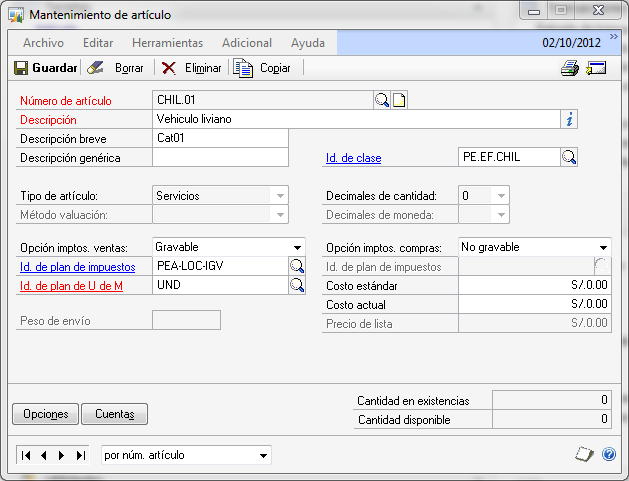 Mantenimiento de artículo
Archivo Editar Herramientas Adicional Ayuda 02/10/2012 »
Guardar Borrar Eliminar Copiar
Número de artículo CHIL.01
Descripción Vehiculo liviano
Descripción breve Cat01
Descripción genérica Id. de clase PE.EF.CHIL
Tipo de artículo: Servicios Decimales de cantidad: 0
Método valuación: Decimales de moneda:
Opción imptos. ventas: Gravable Opción imptos. compras: No gravable
Id. de plan de impuestos PEA-LOC-IGV Id. de plan de impuestos
Id. de plan de U de M UND Costo estándar S/.0.00
Costo actual S/.0.00
Peso de envío Precio de lista S/.0.00
Opciones Cuentas Cantidad en existencias 0
Cantidad disponible 0
por núm. artículo